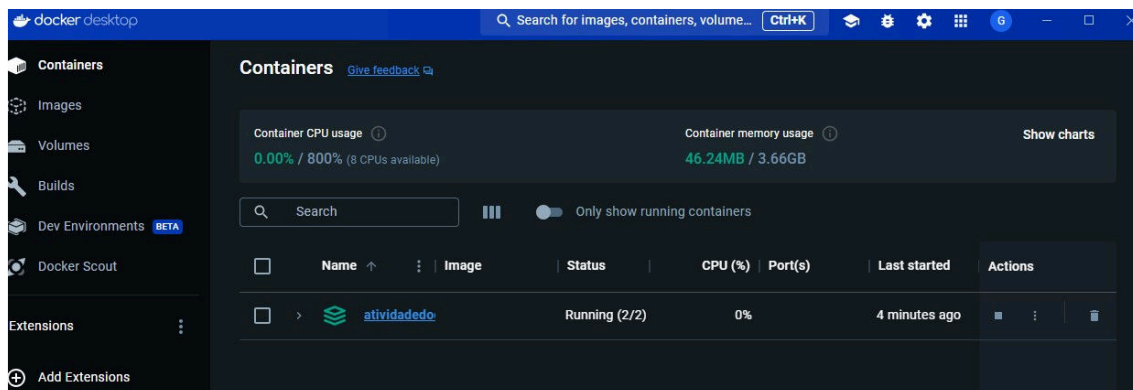 docker desktop
Search for images, containers, volume... Ctrl+K
G
Containers
Images
Volumes
Builds
Dev Environments BETA
Docker Scout
Extensions
Add Extensions
Containers Give feedback
Container CPU usage
0.00% / 800% (8 CPUs available)
Container memory usage
46.24MB / 3.66GB
Show charts
Search
Only show running containers
Name Image Status CPU (%) Port(s) Last started Actions
atividadedo Running (2/2) 0% 4 minutes ago